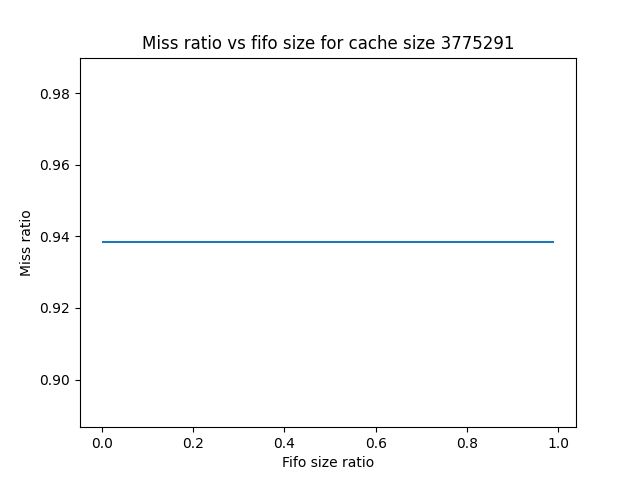 Miss ratio vs fifo size for cache size 3775291
0.98
0.96
0.94
0.92
0.90
Miss ratio
0.0 0.2 0.4 0.6 0.8 1.0
Fifo size ratio